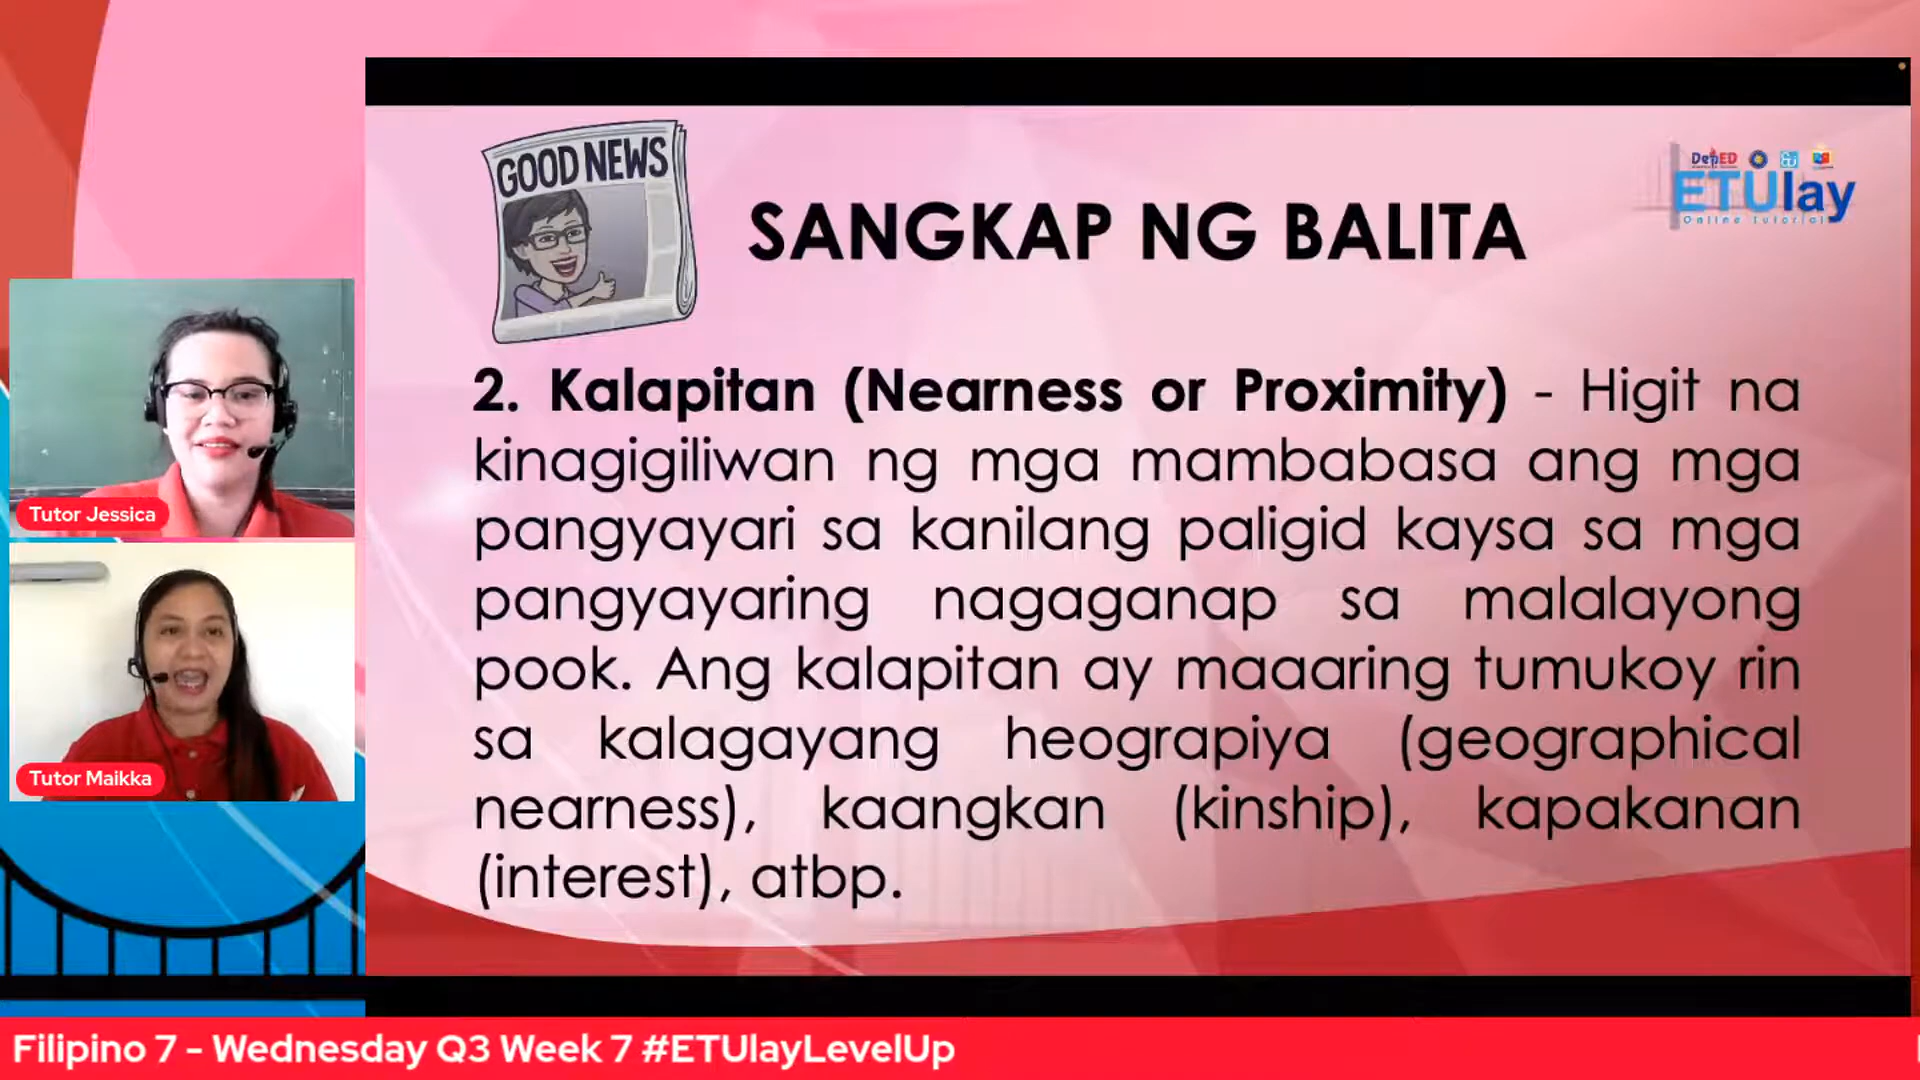 GOOD NEWS
SANGKAP NG BALITA
DepED
ETUlay
Online Tutorial
2. Kalapitan (Nearness or Proximity) - Higit na
kinagigiliwan ng mga mambabasa ang mga
pangyayari sa kanilang paligid kaysa sa mga
pangyayaring nagaganap sa malalayong
pook. Ang kalapitan ay maaaring tumukoy rin
sa kalagayang heograpiya (geographical
nearness), kaangkan (kinship), kapakanan
(interest), atbp.
Tutor Jessica
Tutor Maikka
Filipino 7 - Wednesday Q3 Week 7 #ETUlayLevelUp